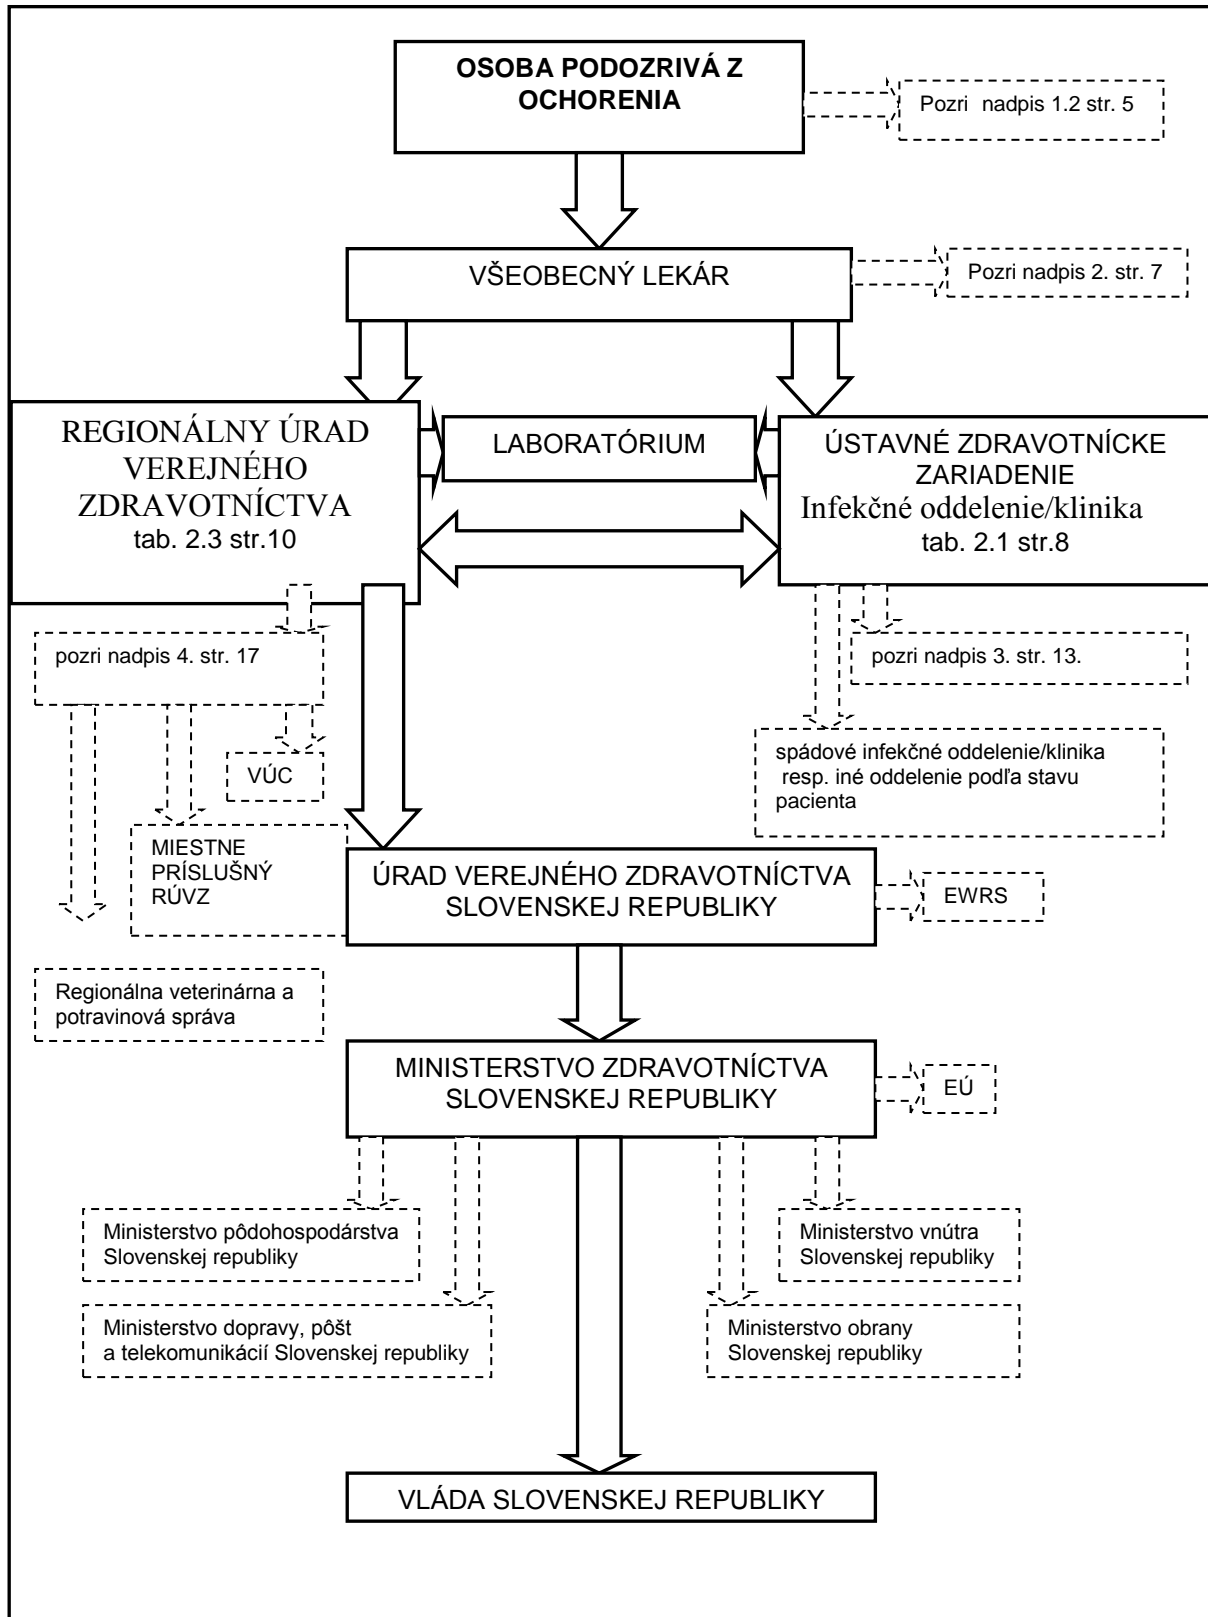 OSOBA PODOZRIVÁ Z
OCHORENIA
Pozri nadpis 1.2 str. 5
VŠEOBECNÝ LEKÁR
Pozri nadpis 2. str. 7
REGIONÁLNY ÚRAD
VEREJNÉHO
ZDRAVOTNÍCTVA
tab. 2.3 str.10
LABORATÓRIUM
ÚSTAVNÉ ZDRAVOTNÍCKE
ZARIADENIE
Infekčné oddelenie/klinika
tab. 2.1 str.8
pozri nadpis 4. str. 17
pozri nadpis 3. str. 13.
VÚC
spádové infekčné oddelenie/klinika
resp. iné oddelenie podľa stavu
pacienta
MIESTNE
PRÍSLUŠNÝ
RÚVZ
ÚRAD VEREJNÉHO ZDRAVOTNÍCTVA
SLOVENSKEJ REPUBLIKY
EWRS
Regionálna veterinárna a
potravinová správa
MINISTERSTVO ZDRAVOTNÍCTVA
SLOVENSKEJ REPUBLIKY
EÚ
Ministerstvo pôdohospodárstva
Slovenskej republiky
Ministerstvo vnútra
Slovenskej republiky
Ministerstvo dopravy, pôšt
a telekomunikácií Slovenskej republiky
Ministerstvo obrany
Slovenskej republiky
VLÁDA SLOVENSKEJ REPUBLIKY